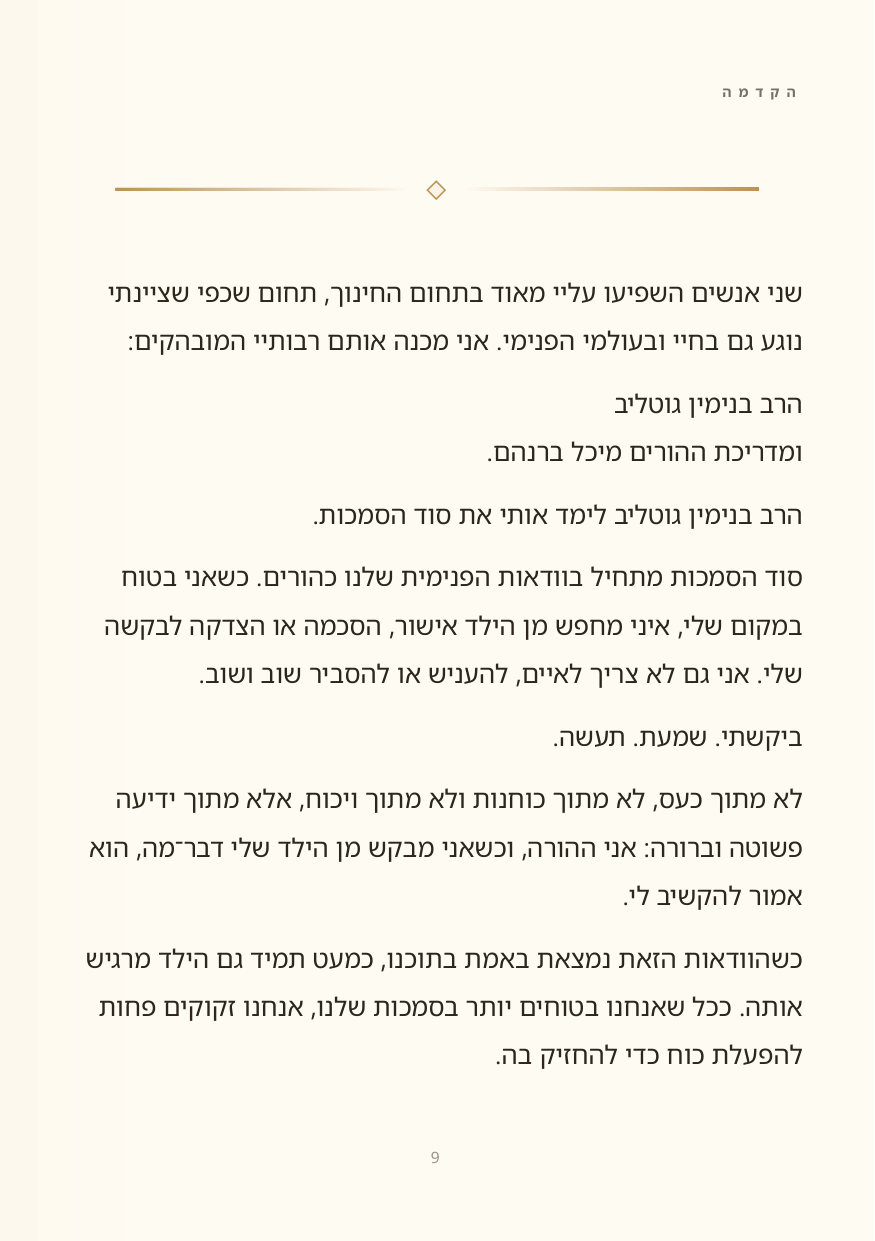 הקדמה
שני אנשים השפיעו עליי מאוד בתחום החינוך, תחום שכפי שציינתי
נוגע גם בחיי ובעולמי הפנימי. אני מכנה אותם רבותיי המובהקים:
הרב בנימין גוטליב
ומדריכת ההורים מיכל ברנהם.
הרב בנימין גוטליב לימד אותי את סוד הסמכות.
סוד הסמכות מתחיל בוודאות הפנימית שלנו כהורים. כשאני בטוח
במקום שלי, איני מחפש מן הילד אישור, הסכמה או הצדקה לבקשה
שלי. אני גם לא צריך לאיים, להעניש או להסביר שוב ושוב.
ביקשתי. שמעת. תעשה.
לא מתוך כעס, לא מתוך כוחנות ולא מתוך ויכוח, אלא מתוך ידיעה
פשוטה וברורה: אני ההורה, וכשאני מבקש מן הילד שלי דבר־מה, הוא
אמור להקשיב לי.
כשהוודאות הזאת נמצאת באמת בתוכנו, כמעט תמיד גם הילד מרגיש
אותה. ככל שאנחנו בטוחים יותר בסמכות שלנו, אנחנו זקוקים פחות
להפעלת כוח כדי להחזיק בה.
9